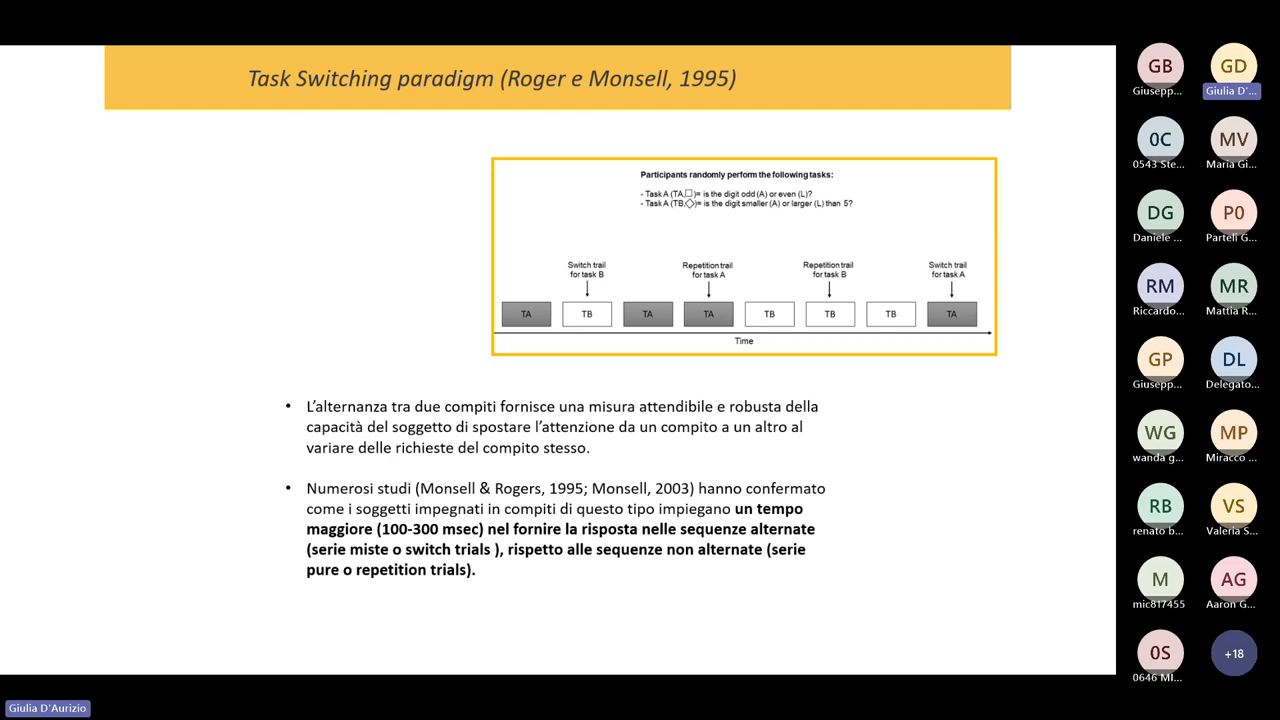 Task Switching paradigm (Roger e Monsell, 1995)
Participants randomly perform the following tasks:
- Task A (TA,□)= is the digit odd (A) or even (L)?
- Task A (TB,◇)= is the digit smaller (A) or larger (L) than 5?
Switch trail
for task B
Repetition trail
for task A
Repetition trail
for task B
Switch trail
for task A
TA TB TA TA TB TB TB TA
Time
• L’alternanza tra due compiti fornisce una misura attendibile e robusta della
capacità del soggetto di spostare l’attenzione da un compito a un altro al
variare delle richieste del compito stesso.
• Numerosi studi (Monsell & Rogers, 1995; Monsell, 2003) hanno confermato
come i soggetti impegnati in compiti di questo tipo impiegano un tempo
maggiore (100-300 msec) nel fornire la risposta nelle sequenze alternate
(serie miste o switch trials ), rispetto alle sequenze non alternate (serie
pure o repetition trials).
GB
Giusepp...
GD
Giulia D'...
0C
0543 Ste...
MV
Maria Gi...
DG
Daniele ...
P0
Parteli G...
RM
Riccardo...
MR
Mattia R...
GP
Giusepp...
DL
Delegato...
WG
wanda g...
MP
Miracco ...
RB
renato b...
VS
Valeria S...
M
mic817455
AG
Aaron G...
0S
0646 MI...
+18
Giulia D'Aurizio